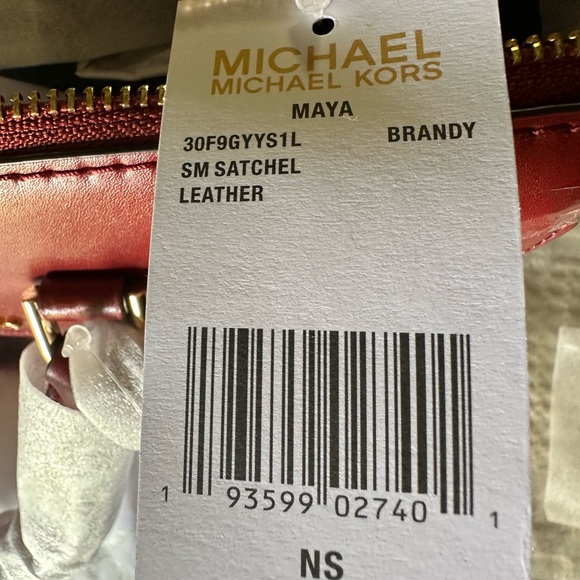 MICHAEL
MICHAEL KORS
MAYA
30F9GYYS1L BRANDY
SM SATCHEL
LEATHER
1 93599 02740 1
NS